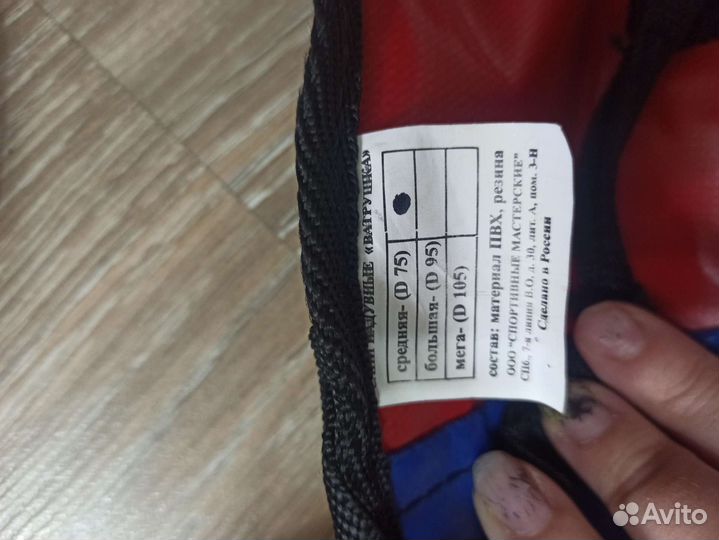 НАДУВНЫЕ «ВАТРУШКА»
средняя- (D 75)
большая- (D 95)
мега- (D 105)
состав: материал ПВХ, резина
ООО "СПОРТИВНЫЕ МАСТЕРСКИЕ"
СПб., 7-я линия В.О. д. 30, лит. А, пом. 3-Н
Сделано в России
Avito